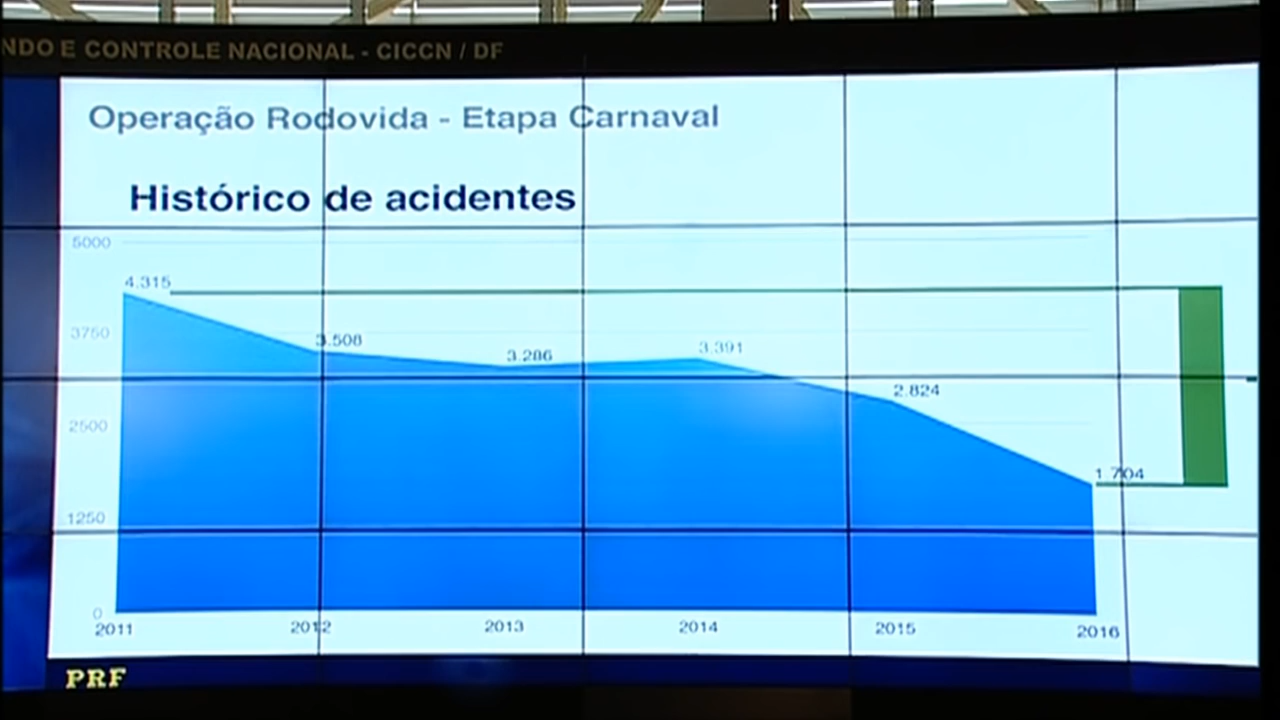 NDO E CONTROLE NACIONAL - CICCN / DF
Operação Rodovida - Etapa Carnaval
Histórico de acidentes
5000
4.315
3750
3.508
3.286
3.391
2.824
2500
1.704
1250
0
2011 2012 2013 2014 2015 2016
PRF